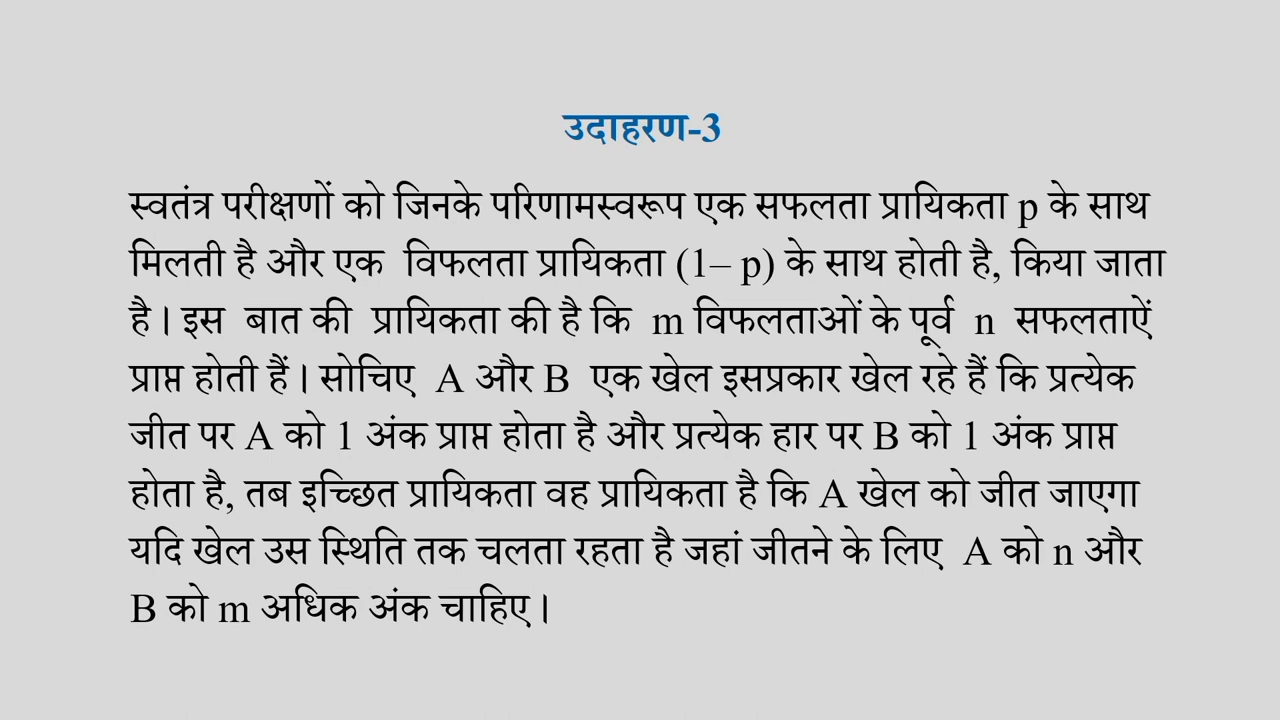 उदाहरण-3
स्वतंत्र परीक्षणों को जिनके परिणामस्वरूप एक सफलता प्रायिकता p के साथ
मिलती है और एक विफलता प्रायिकता (1– p) के साथ होती है, किया जाता
है। इस बात की प्रायिकता की है कि m विफलताओं के पूर्व n सफलताऐं
प्राप्त होती हैं। सोचिए A और B एक खेल इसप्रकार खेल रहे हैं कि प्रत्येक
जीत पर A को 1 अंक प्राप्त होता है और प्रत्येक हार पर B को 1 अंक प्राप्त
होता है, तब इच्छित प्रायिकता वह प्रायिकता है कि A खेल को जीत जाएगा
यदि खेल उस स्थिति तक चलता रहता है जहां जीतने के लिए A को n और
B को m अधिक अंक चाहिए।